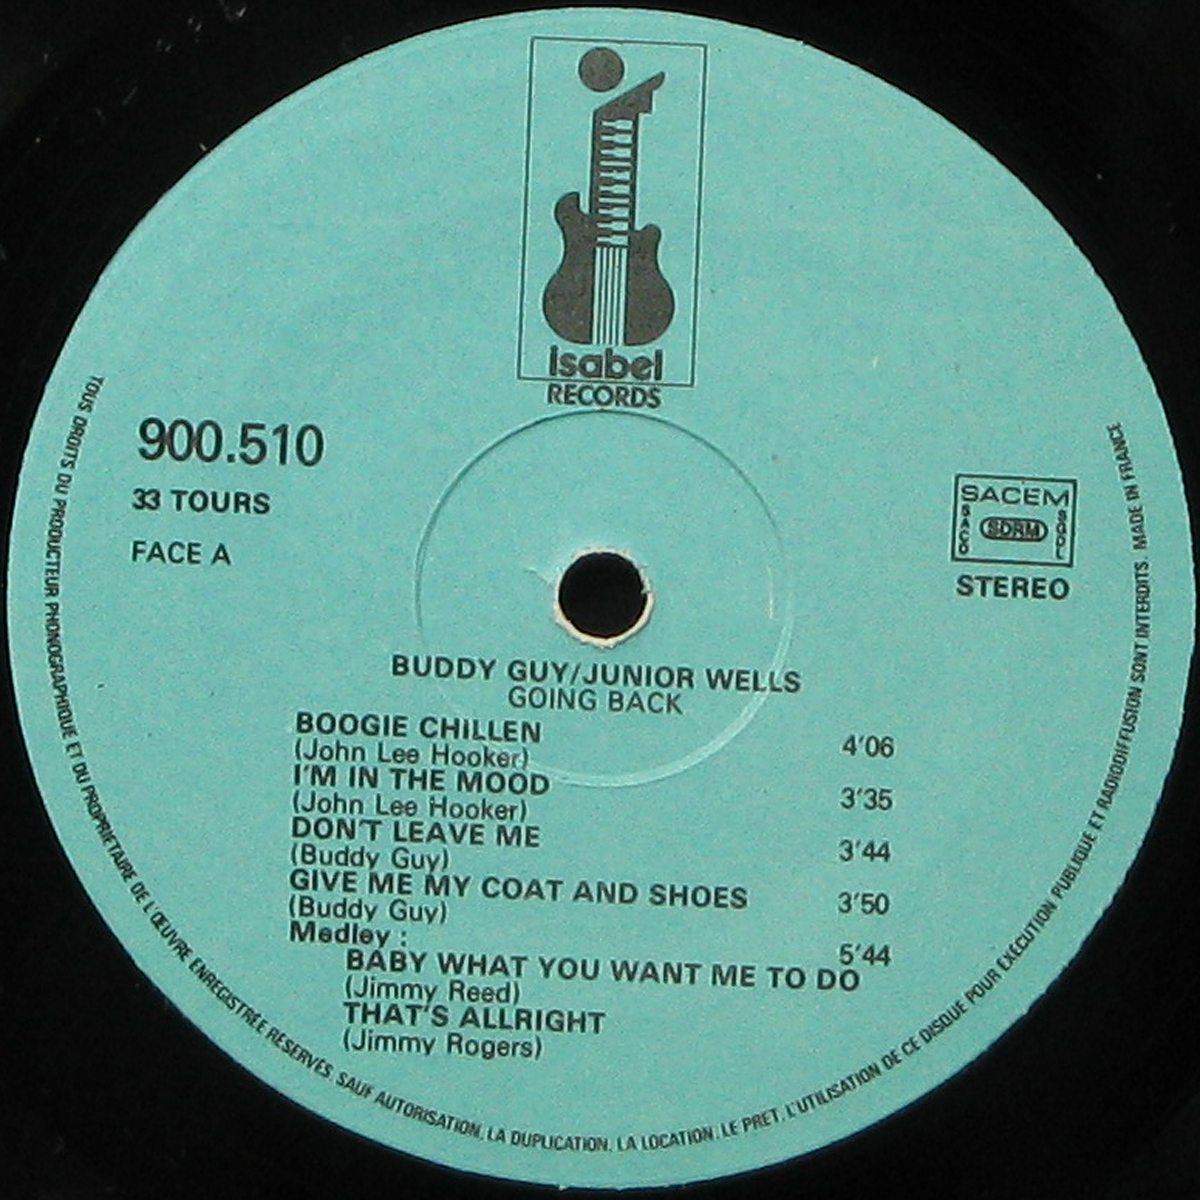 isabel
RECORDS
900.510
33 TOURS
FACE A
SACEM
SACD
SDRM
SGDL
STEREO
BUDDY GUY/JUNIOR WELLS
GOING BACK
BOOGIE CHILLEN 4'06
(John Lee Hooker)
I'M IN THE MOOD 3'35
(John Lee Hooker)
DON'T LEAVE ME 3'44
(Buddy Guy)
GIVE ME MY COAT AND SHOES 3'50
(Buddy Guy)
Medley : 5'44
BABY WHAT YOU WANT ME TO DO
(Jimmy Reed)
THAT'S ALLRIGHT
(Jimmy Rogers)
TOUS DROITS DU PRODUCTEUR PHONOGRAPHIQUE ET DU PROPRIETAIRE DE L'ŒUVRE ENREGISTRÉE RÉSERVÉS. SAUF AUTORISATION, LA DUPLICATION, LA LOCATION, LE PRET, L'UTILISATION DE CE DISQUE POUR EXECUTION PUBLIQUE ET RADIODIFFUSION SONT INTERDITS. MADE IN FRANCE